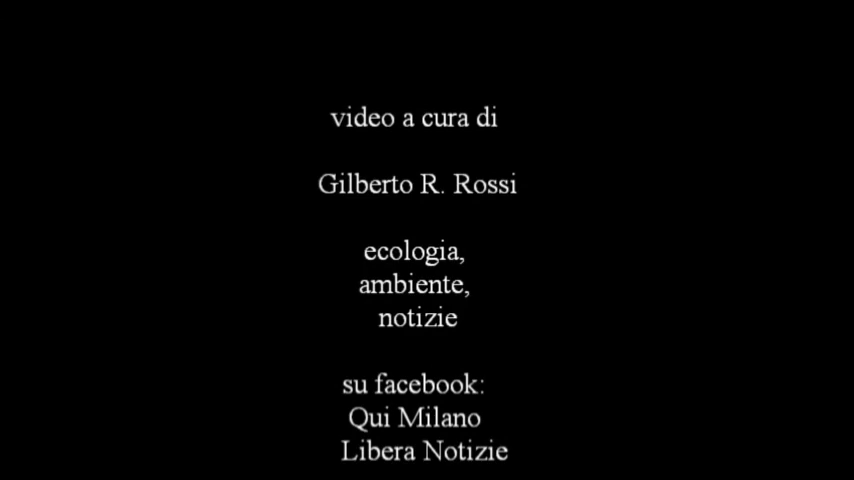 video a cura di
Gilberto R. Rossi
ecologia,
ambiente,
notizie
su facebook:
Qui Milano
Libera Notizie